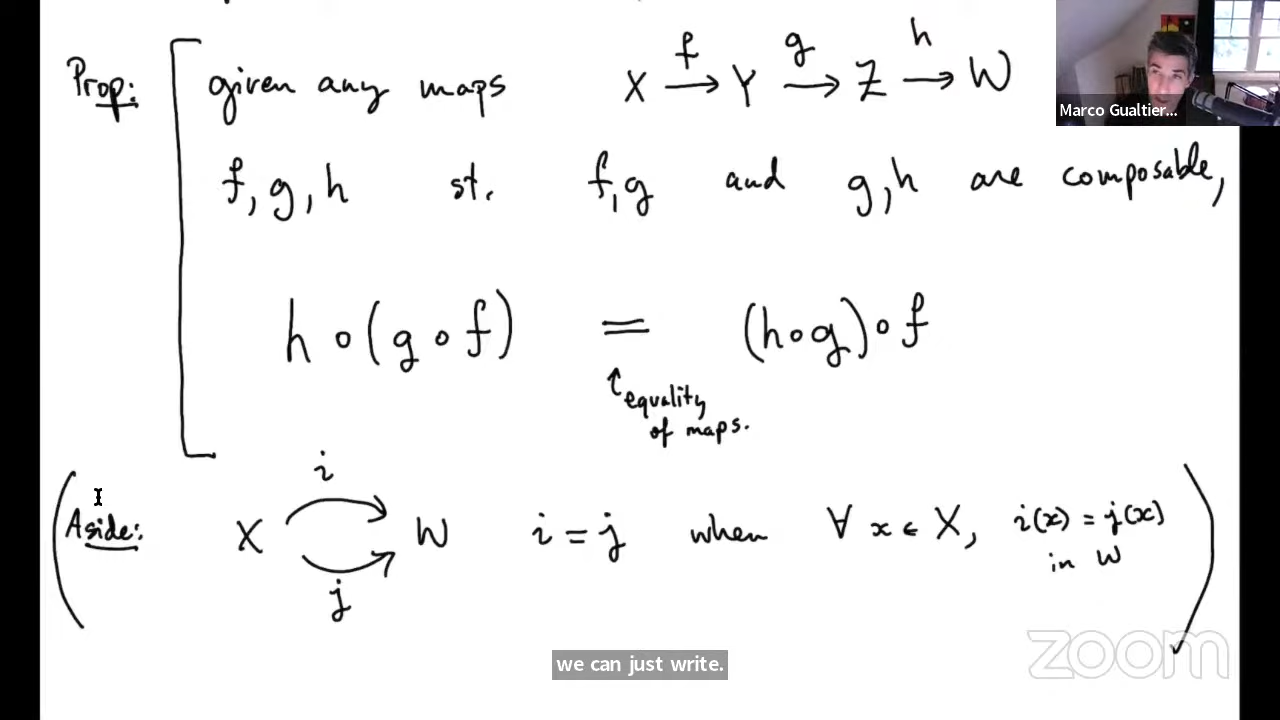 Prop: given any maps X →f Y →g Z →h W
Marco Gualtier...
f, g, h st. f,g and g,h are composable,
h ∘ (g ∘ f) = (h∘g)∘ f
↑ equality
of maps.
Aside: X i W i = j when ∀ x ∈ X, i(x) = j(x)
in W
j
zoom
we can just write.